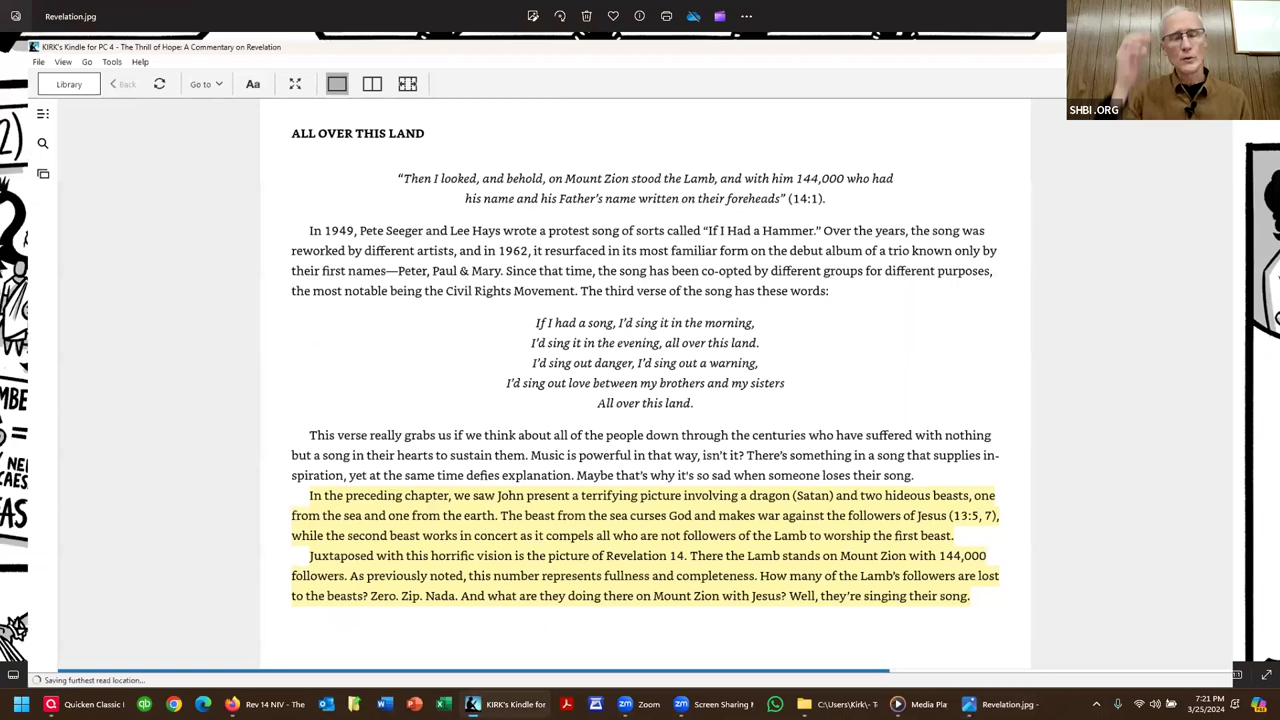 Revelation.jpg
KIRK's Kindle for PC 4 - The Thrill of Hope: A Commentary on Revelation
File View Go Tools Help
Library
Back
Go to
Aa
SHBI .ORG
2)
ALL OVER THIS LAND
“Then I looked, and behold, on Mount Zion stood the Lamb, and with him 144,000 who had
his name and his Father’s name written on their foreheads” (14:1).
In 1949, Pete Seeger and Lee Hays wrote a protest song of sorts called “If I Had a Hammer.” Over the years, the song was
reworked by different artists, and in 1962, it resurfaced in its most familiar form on the debut album of a trio known only by
their first names—Peter, Paul & Mary. Since that time, the song has been co-opted by different groups for different purposes,
the most notable being the Civil Rights Movement. The third verse of the song has these words:
If I had a song, I’d sing it in the morning,
I’d sing it in the evening, all over this land.
I’d sing out danger, I’d sing out a warning,
I’d sing out love between my brothers and my sisters
All over this land.
This verse really grabs us if we think about all of the people down through the centuries who have suffered with nothing
but a song in their hearts to sustain them. Music is powerful in that way, isn’t it? There’s something in a song that supplies in-
spiration, yet at the same time defies explanation. Maybe that’s why it's so sad when someone loses their song.
In the preceding chapter, we saw John present a terrifying picture involving a dragon (Satan) and two hideous beasts, one
from the sea and one from the earth. The beast from the sea curses God and makes war against the followers of Jesus (13:5, 7),
while the second beast works in concert as it compels all who are not followers of the Lamb to worship the first beast.
Juxtaposed with this horrific vision is the picture of Revelation 14. There the Lamb stands on Mount Zion with 144,000
followers. As previously noted, this number represents fullness and completeness. How many of the Lamb’s followers are lost
to the beasts? Zero. Zip. Nada. And what are they doing there on Mount Zion with Jesus? Well, they’re singing their song.
Saving furthest read location...
1:1
Quicken Classic
Rev 14 NIV -
KIRK's Kindle for
Zoom
Screen Sharing
C:\Users\Kirk\-
Media Pla
Revelation.jpg -
7:21 PM
3/25/2024